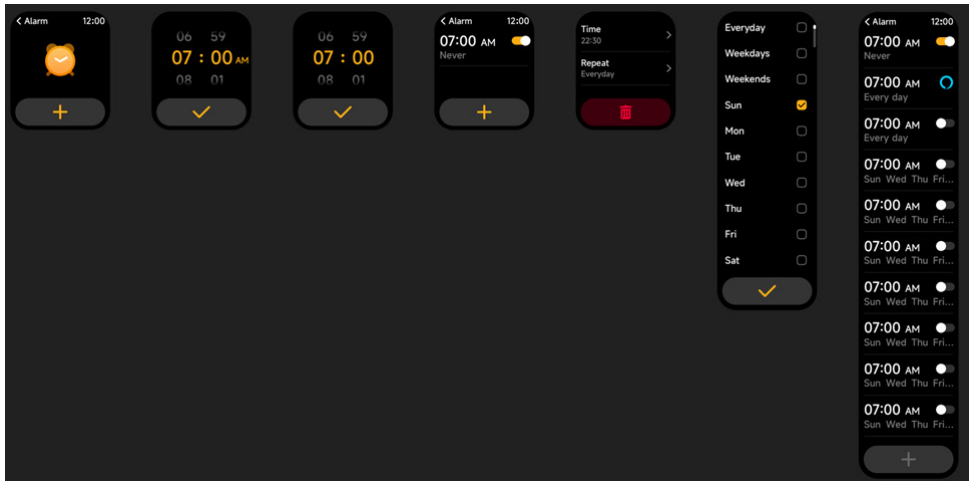 < Alarm 12:00
06 59
07 : 00 AM
08 01
06 59
07 : 00
08 01
< Alarm 12:00
07:00 AM
Never
Time
22:30
Repeat
Everyday
Everyday
Weekdays
Weekends
Sun
Mon
Tue
Wed
Thu
Fri
Sat
< Alarm 12:00
07:00 AM
Never
07:00 AM
Every day
07:00 AM
Every day
07:00 AM
Sun Wed Thu Fri...
07:00 AM
Sun Wed Thu Fri...
07:00 AM
Sun Wed Thu Fri...
07:00 AM
Sun Wed Thu Fri...
07:00 AM
Sun Wed Thu Fri...
07:00 AM
Sun Wed Thu Fri...
07:00 AM
Sun Wed Thu Fri...